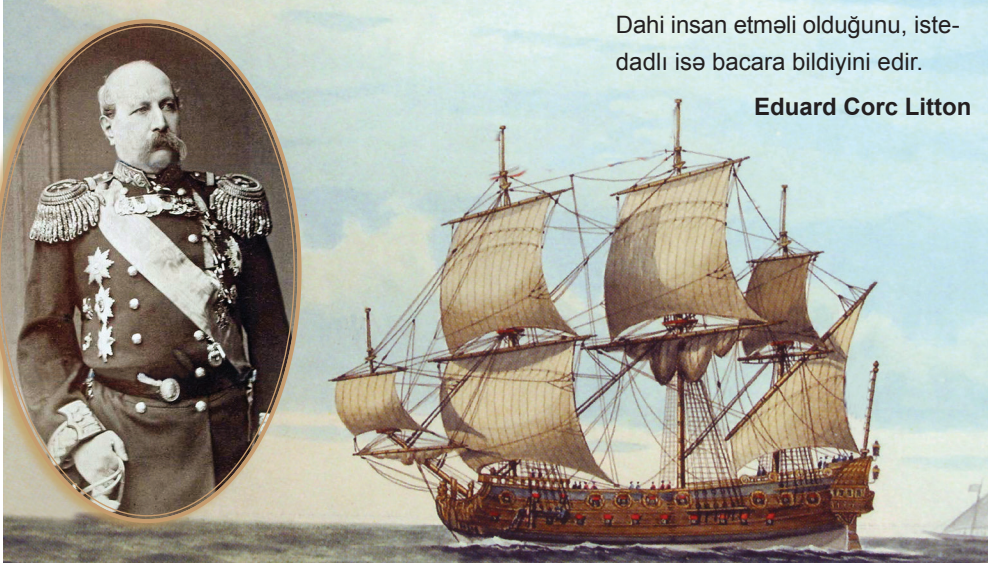 Dahi insan etməli olduğunu, iste-
dadlı isə bacara bildiyini edir.
Eduard Corc Litton